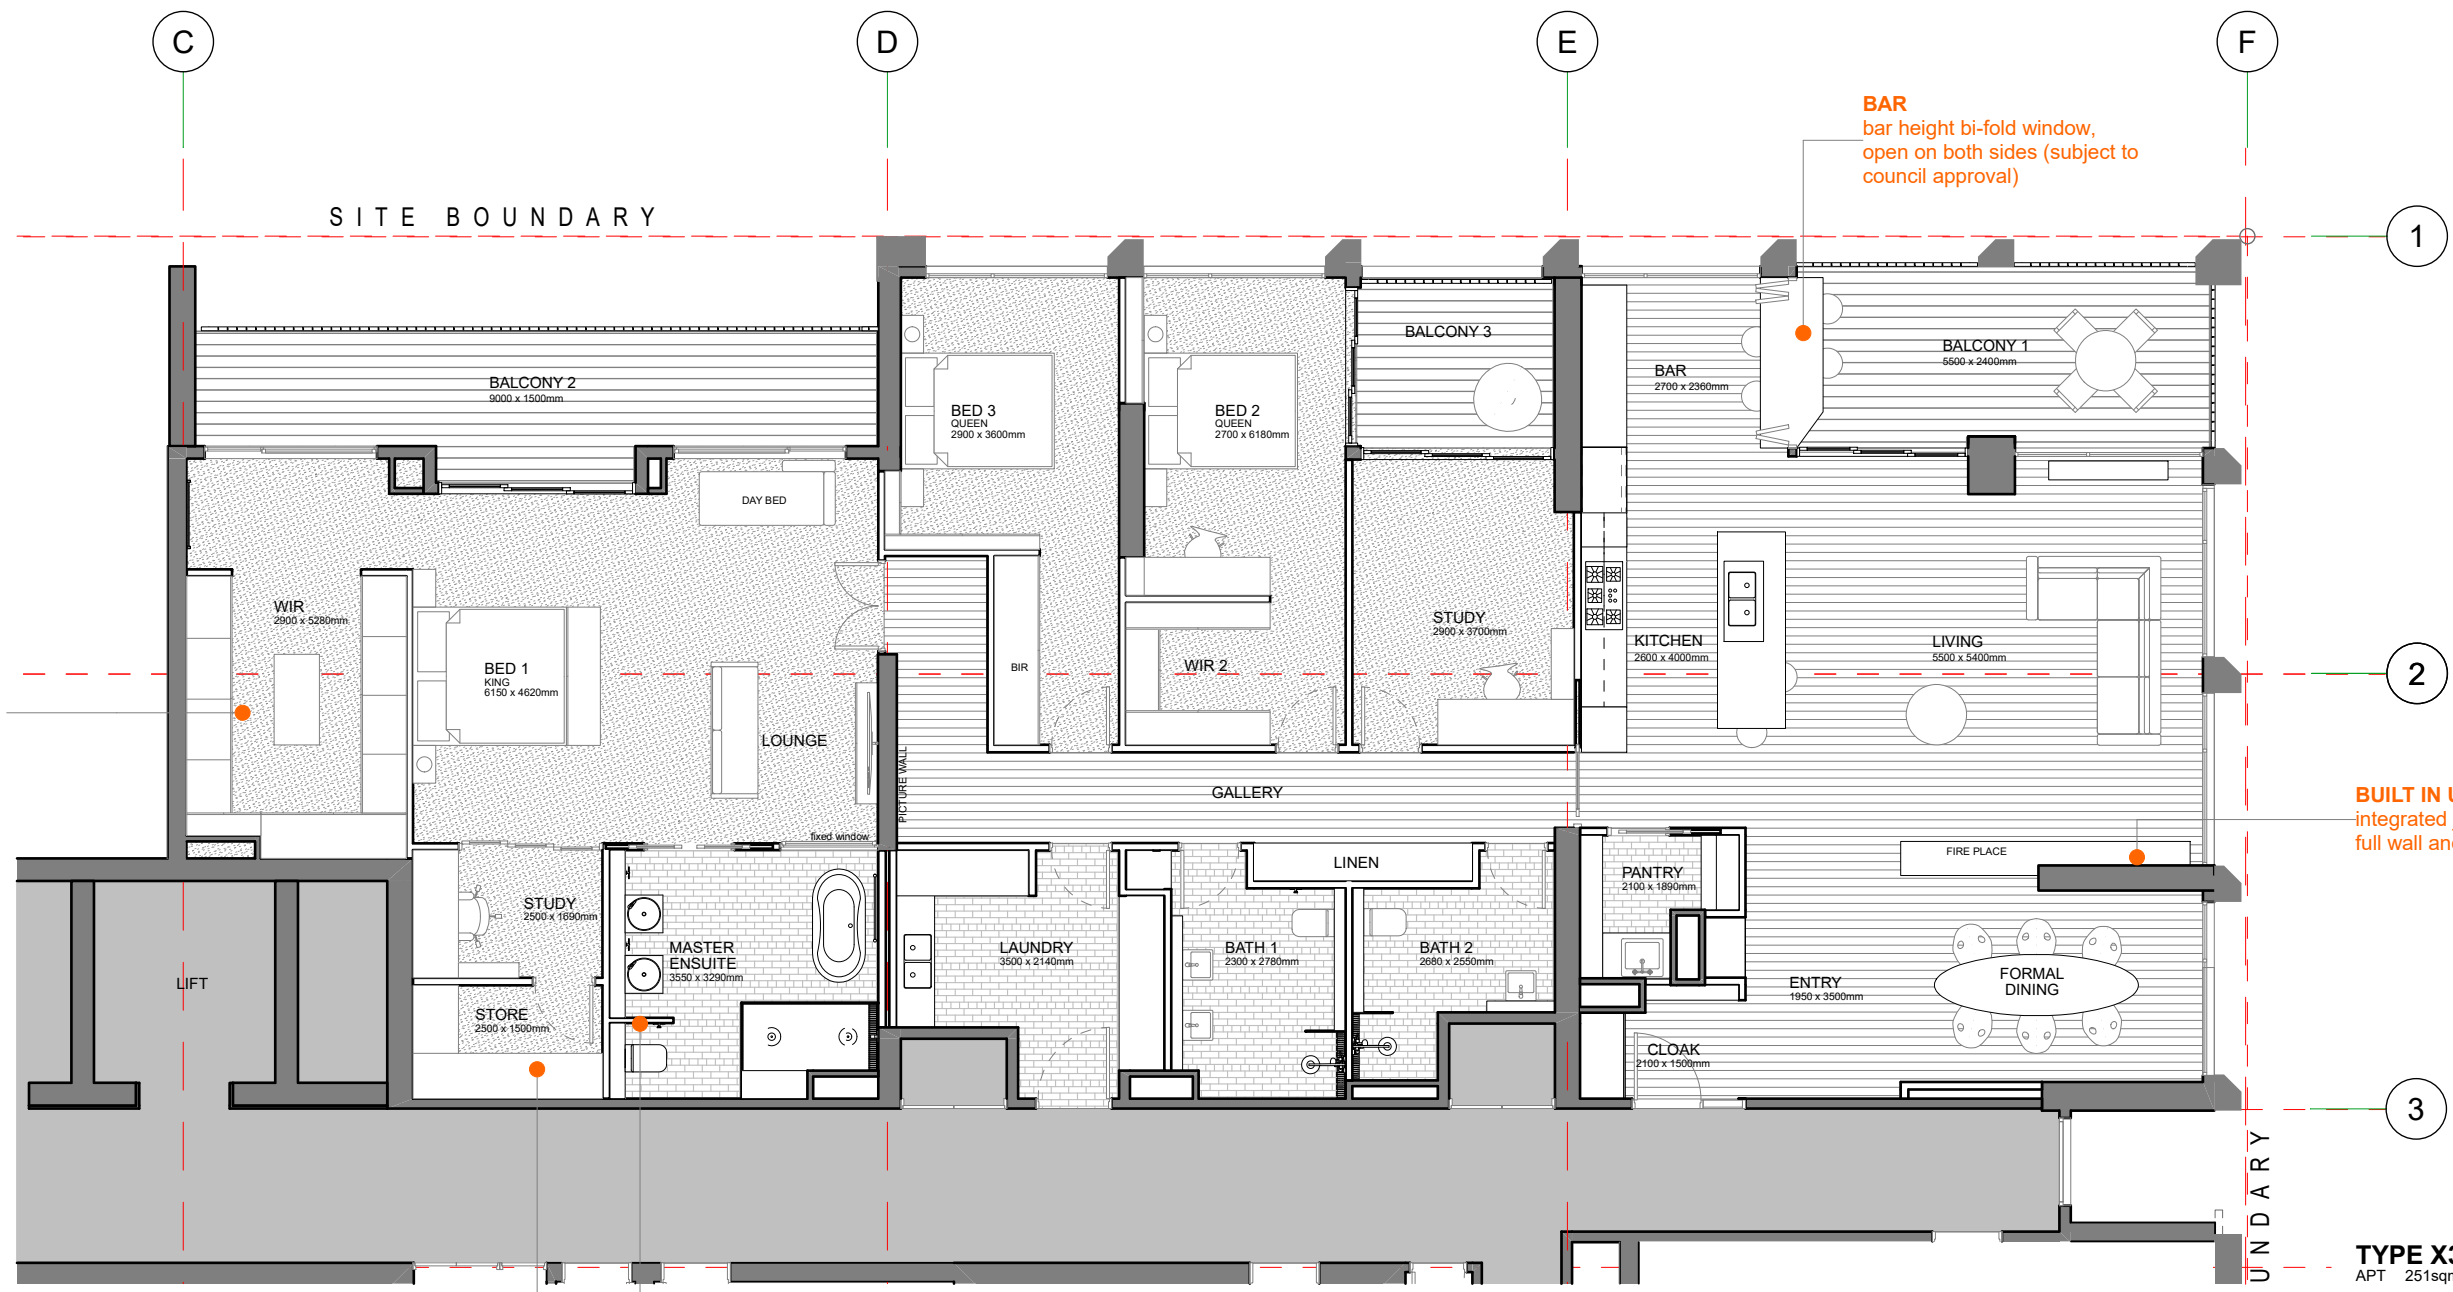 C
D
E
F
BAR
bar height bi-fold window,
open on both sides (subject to
council approval)
SITE BOUNDARY
1
BALCONY 2
9000 x 1500mm
BED 3
QUEEN
2900 x 3600mm
BED 2
QUEEN
2700 x 6180mm
BALCONY 3
BAR
2700 x 2360mm
BALCONY 1
5500 x 2400mm
DAY BED
WIR
2900 x 5280mm
BED 1
KING
6150 x 4620mm
LOUNGE
BIR
WIR 2
STUDY
2900 x 3700mm
KITCHEN
2600 x 4000mm
LIVING
5500 x 5400mm
2
PICTURE WALL
GALLERY
fixed window
BUILT IN U
integrated
full wall an
FIRE PLACE
LINEN
PANTRY
2100 x 1890mm
STUDY
2500 x 1690mm
MASTER
ENSUITE
3550 x 3290mm
LAUNDRY
3500 x 2140mm
BATH 1
2300 x 2780mm
BATH 2
2680 x 2550mm
LIFT
STORE
2500 x 1500mm
ENTRY
1950 x 3500mm
FORMAL
DINING
CLOAK
2100 x 1500mm
3
UNDARY
TYPE X3
APT 251sqm